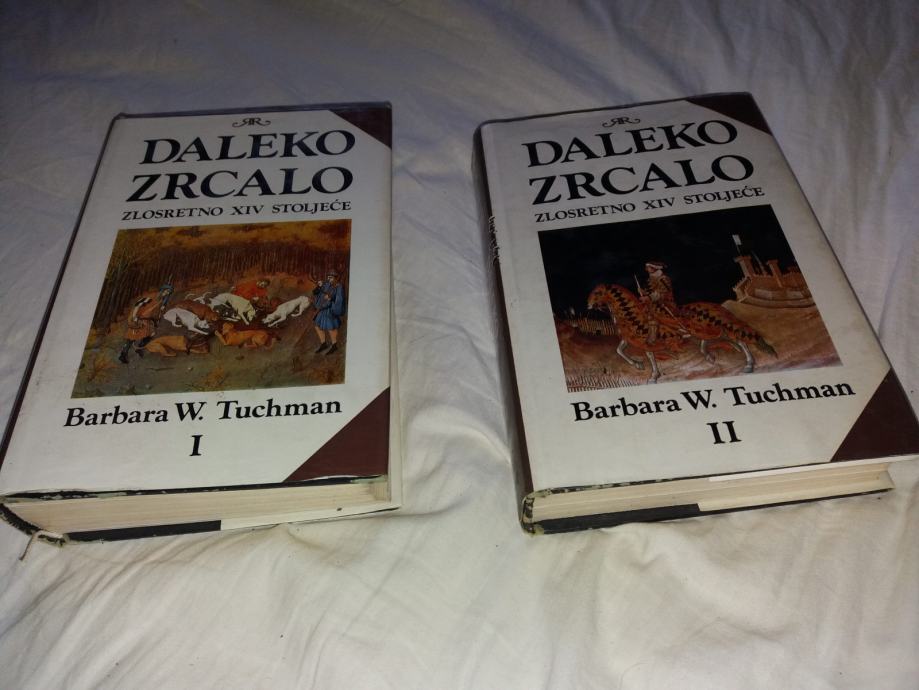 DALEKO
ZRCALO
ZLOSRETNO XIV STOLJEĆE
Barbara W. Tuchman
I
DALEKO
ZRCALO
ZLOSRETNO XIV STOLJEĆE
Barbara W. Tuchman
II